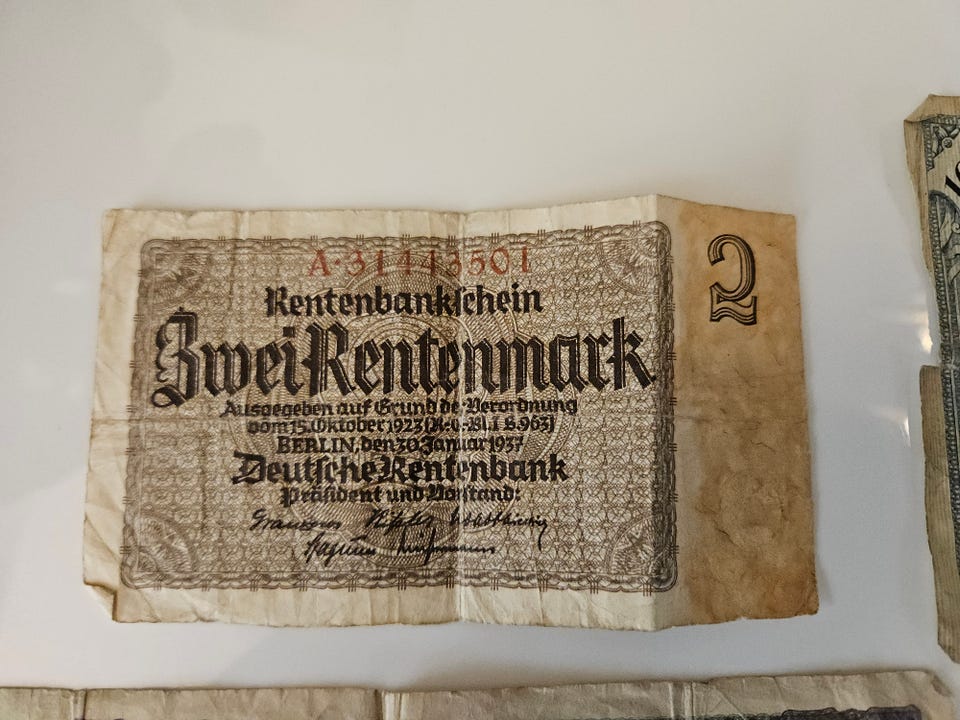 A·31443501
2
Rentenbankschein
Zwei Rentenmark
Ausgegeben auf Grund der Verordnung
vom 15. Oktober 1923 (R.-G.-Bl. I S. 963)
BERLIN, den 30. Januar 1937
Deutsche Rentenbank
Präsident und Vorstand: